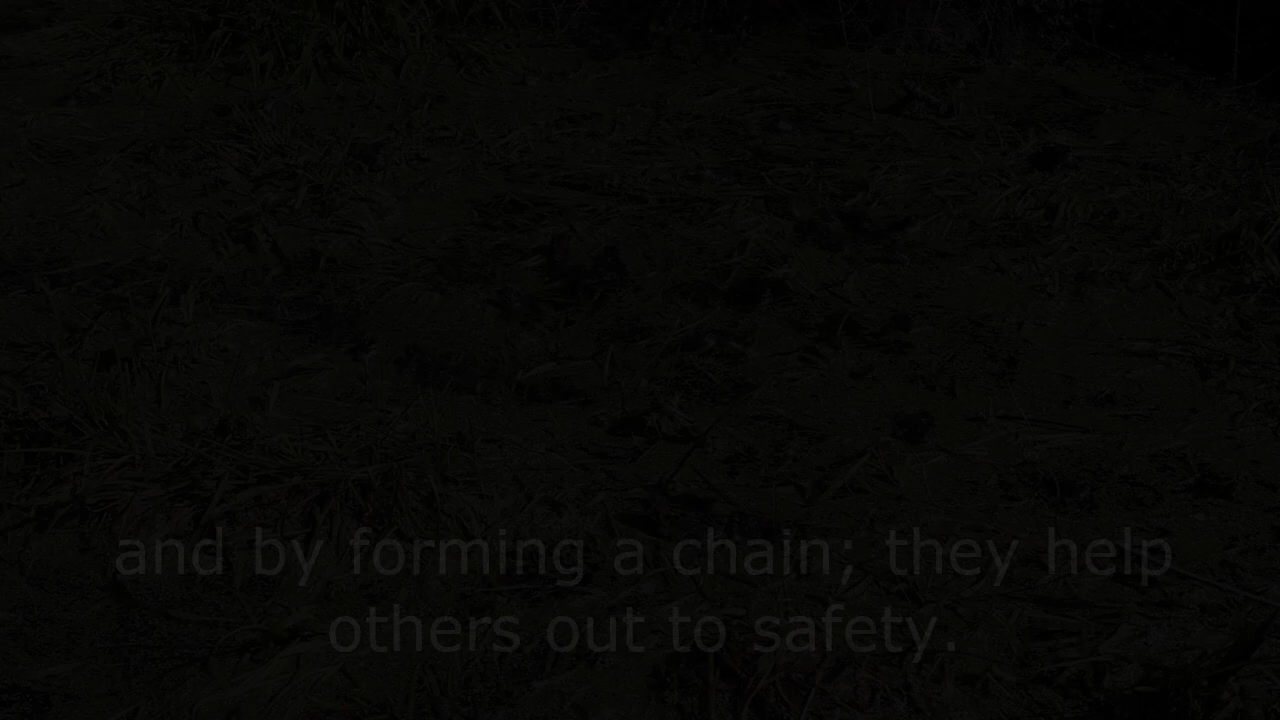 and by forming a chain; they help
others out to safety.